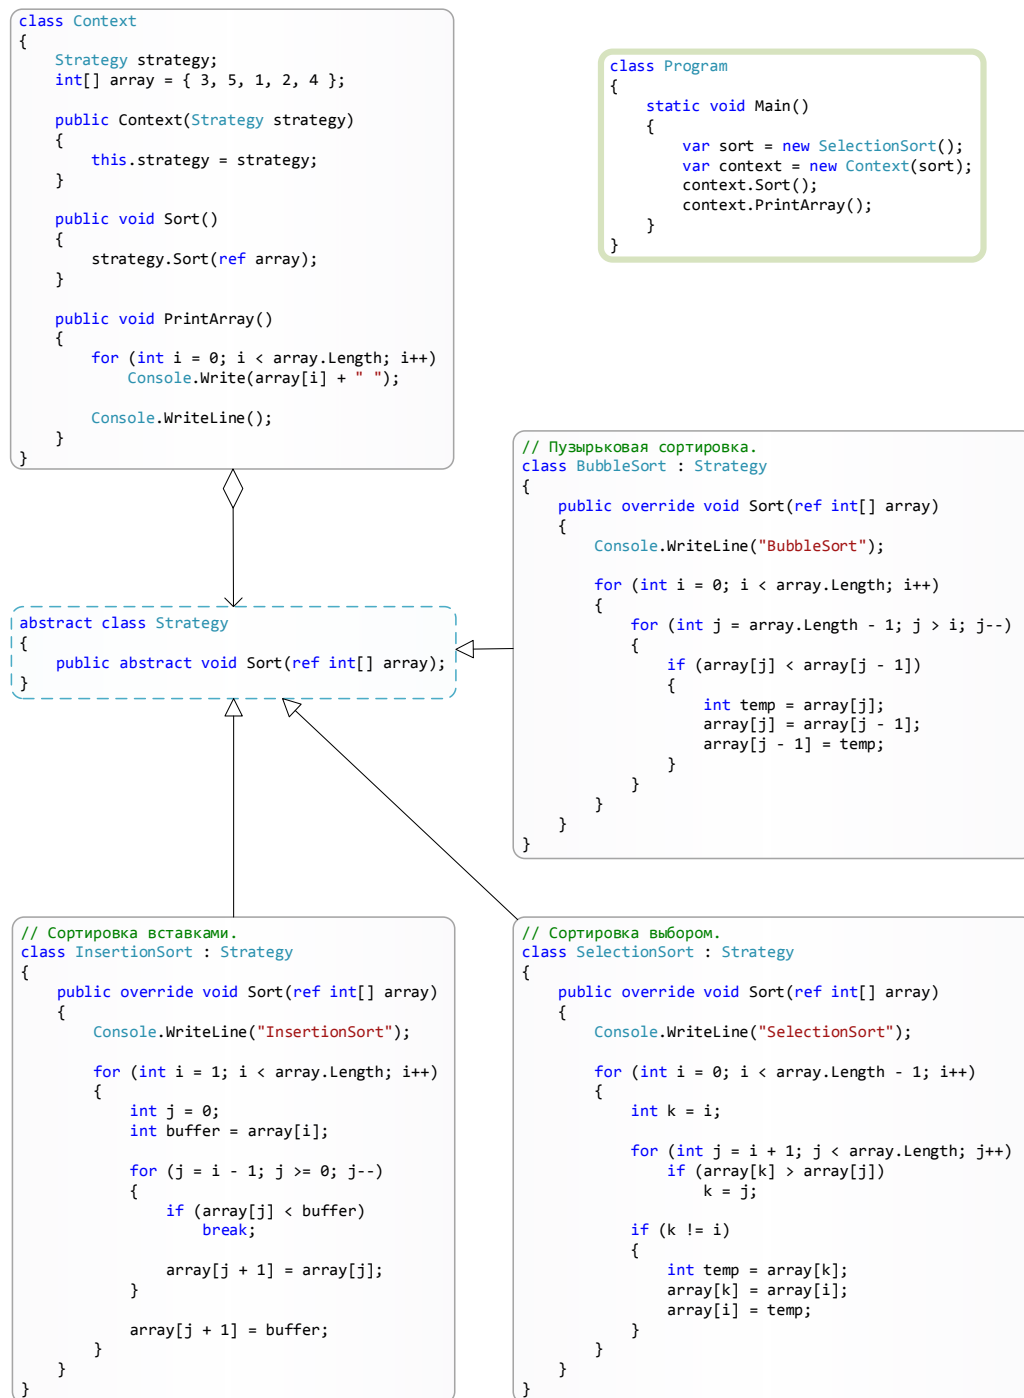 class Context
{
    Strategy strategy;
    int[] array = { 3, 5, 1, 2, 4 };

    public Context(Strategy strategy)
    {
        this.strategy = strategy;
    }

    public void Sort()
    {
        strategy.Sort(ref array);
    }

    public void PrintArray()
    {
        for (int i = 0; i < array.Length; i++)
            Console.Write(array[i] + " ");

        Console.WriteLine();
    }
}
class Program
{
    static void Main()
    {
        var sort = new SelectionSort();
        var context = new Context(sort);
        context.Sort();
        context.PrintArray();
    }
}
abstract class Strategy
{
    public abstract void Sort(ref int[] array);
}
// Пузырьковая сортировка.
class BubbleSort : Strategy
{
    public override void Sort(ref int[] array)
    {
        Console.WriteLine("BubbleSort");

        for (int i = 0; i < array.Length; i++)
        {
            for (int j = array.Length - 1; j > i; j--)
            {
                if (array[j] < array[j - 1])
                {
                    int temp = array[j];
                    array[j] = array[j - 1];
                    array[j - 1] = temp;
                }
            }
        }
    }
}
// Сортировка вставками.
class InsertionSort : Strategy
{
    public override void Sort(ref int[] array)
    {
        Console.WriteLine("InsertionSort");

        for (int i = 1; i < array.Length; i++)
        {
            int j = 0;
            int buffer = array[i];

            for (j = i - 1; j >= 0; j--)
            {
                if (array[j] < buffer)
                    break;

                array[j + 1] = array[j];
            }

            array[j + 1] = buffer;
        }
    }
}
// Сортировка выбором.
class SelectionSort : Strategy
{
    public override void Sort(ref int[] array)
    {
        Console.WriteLine("SelectionSort");

        for (int i = 0; i < array.Length - 1; i++)
        {
            int k = i;

            for (int j = i + 1; j < array.Length; j++)
                if (array[k] > array[j])
                    k = j;

            if (k != i)
            {
                int temp = array[k];
                array[k] = array[i];
                array[i] = temp;
            }
        }
    }
}